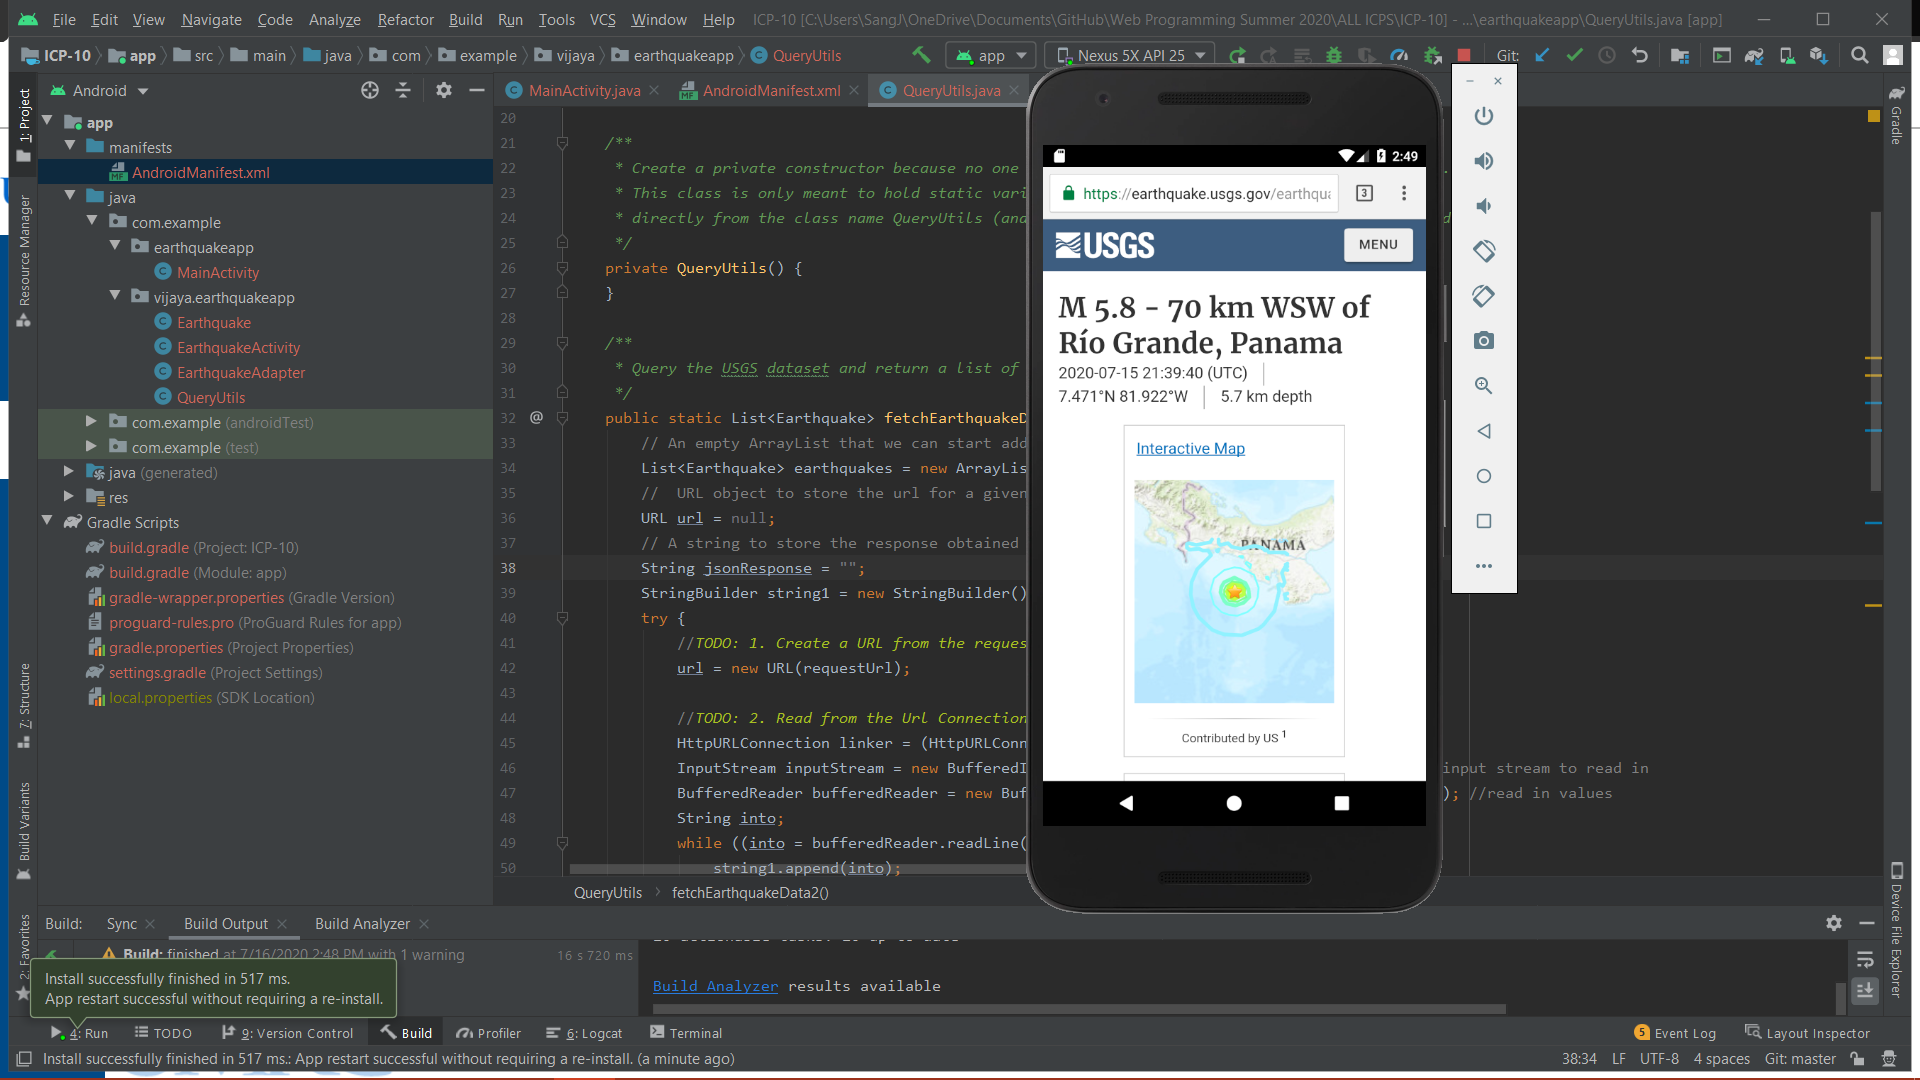 File Edit View Navigate Code Analyze Refactor Build Run Tools VCS Window Help ICP-10 [C:\Users\SangJ\OneDrive\Documents\GitHub\Web Programming Summer 2020\ALL ICPS\ICP-10] - ...\earthquakeapp\QueryUtils.java [app]
ICP-10 app src main java com example vijaya earthquakeapp QueryUtils app Nexus 5X API 25 Git:
1: Project
Resource Manager
7: Structure
Build Variants
2: Favorites
Android
app
manifests
AndroidManifest.xml
java
com.example
earthquakeapp
MainActivity
vijaya.earthquakeapp
Earthquake
EarthquakeActivity
EarthquakeAdapter
QueryUtils
com.example (androidTest)
com.example (test)
java (generated)
res
Gradle Scripts
build.gradle (Project: ICP-10)
build.gradle (Module: app)
gradle-wrapper.properties (Gradle Version)
proguard-rules.pro (ProGuard Rules for app)
gradle.properties (Project Properties)
settings.gradle (Project Settings)
local.properties (SDK Location)
MainActivity.java AndroidManifest.xml QueryUtils.java
20
21 /**
22 * Create a private constructor because no one
23 * This class is only meant to hold static vari
24 * directly from the class name QueryUtils (an
25 */
26 private QueryUtils() {
27 }
28
29 /**
30 * Query the USGS dataset and return a list of
31 */
32 @ public static List<Earthquake> fetchEarthquakeD
33 // An empty ArrayList that we can start add
34 List<Earthquake> earthquakes = new ArrayLis
35 // URL object to store the url for a given
36 URL url = null;
37 // A string to store the response obtained
38 String jsonResponse = "";
39 StringBuilder string1 = new StringBuilder()
40 try {
41 //TODO: 1. Create a URL from the reques
42 url = new URL(requestUrl);
43
44 //TODO: 2. Read from the Url Connection
45 HttpURLConnection linker = (HttpURLConn
46 InputStream inputStream = new BufferedI nput stream to read in
47 BufferedReader bufferedReader = new Buf ); //read in values
48 String into;
49 while ((into = bufferedReader.readLine(
50 string1.append(into);
QueryUtils fetchEarthquakeData2()
2:49
https://earthquake.usgs.gov/earthqua 3
USGS MENU
M 5.8 - 70 km WSW of
Río Grande, Panama
2020-07-15 21:39:40 (UTC)
7.471°N 81.922°W 5.7 km depth
Interactive Map
PANAMA
Contributed by US 1
Gradle
Device File Explorer
Build: Sync Build Output Build Analyzer
Build: finished at 7/16/2020 2:48 PM with 1 warning 16 s 720 ms
Build Analyzer results available
Install successfully finished in 517 ms.
App restart successful without requiring a re-install.
4: Run TODO 9: Version Control Build Profiler 6: Logcat Terminal 5 Event Log Layout Inspector
Install successfully finished in 517 ms.: App restart successful without requiring a re-install. (a minute ago) 38:34 LF UTF-8 4 spaces Git: master